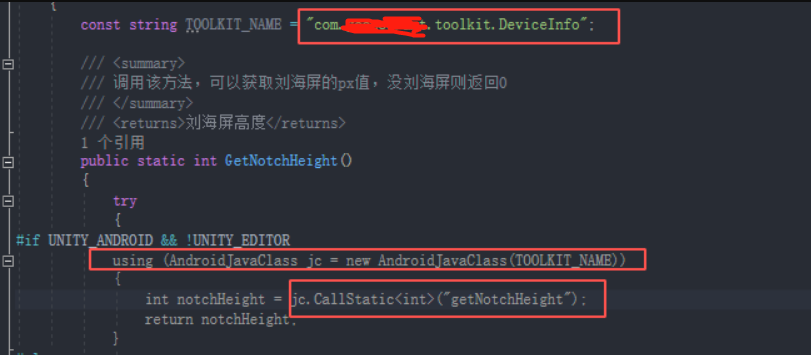 {
const string TOOLKIT_NAME = "com. .toolkit.DeviceInfo";
/// <summary>
/// 调用该方法，可以获取刘海屏的px值，没刘海屏则返回0
/// </summary>
/// <returns>刘海屏高度</returns>
1 个引用
public static int GetNotchHeight()
{
try
{
#if UNITY_ANDROID && !UNITY_EDITOR
using (AndroidJavaClass jc = new AndroidJavaClass(TOOLKIT_NAME))
{
int notchHeight = jc.CallStatic<int>("getNotchHeight");
return notchHeight;
}